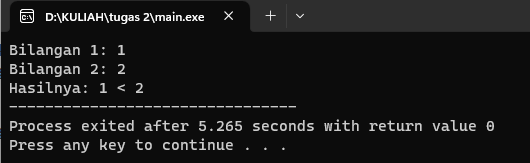 D:\KULIAH\tugas 2\main.exe
Bilangan 1: 1
Bilangan 2: 2
Hasilnya: 1 < 2
--------------------------------
Process exited after 5.265 seconds with return value 0
Press any key to continue . . .